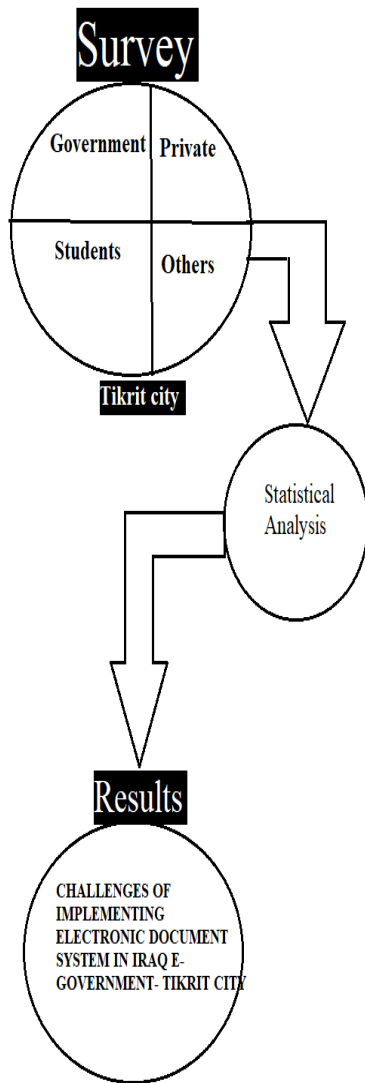 Survey
Government
Private
Students
Others
Tikrit city
Statistical
Analysis
Results
CHALLENGES OF
IMPLEMENTING
ELECTRONIC DOCUMENT
SYSTEM IN IRAQ E-
GOVERNMENT- TIKRIT CITY